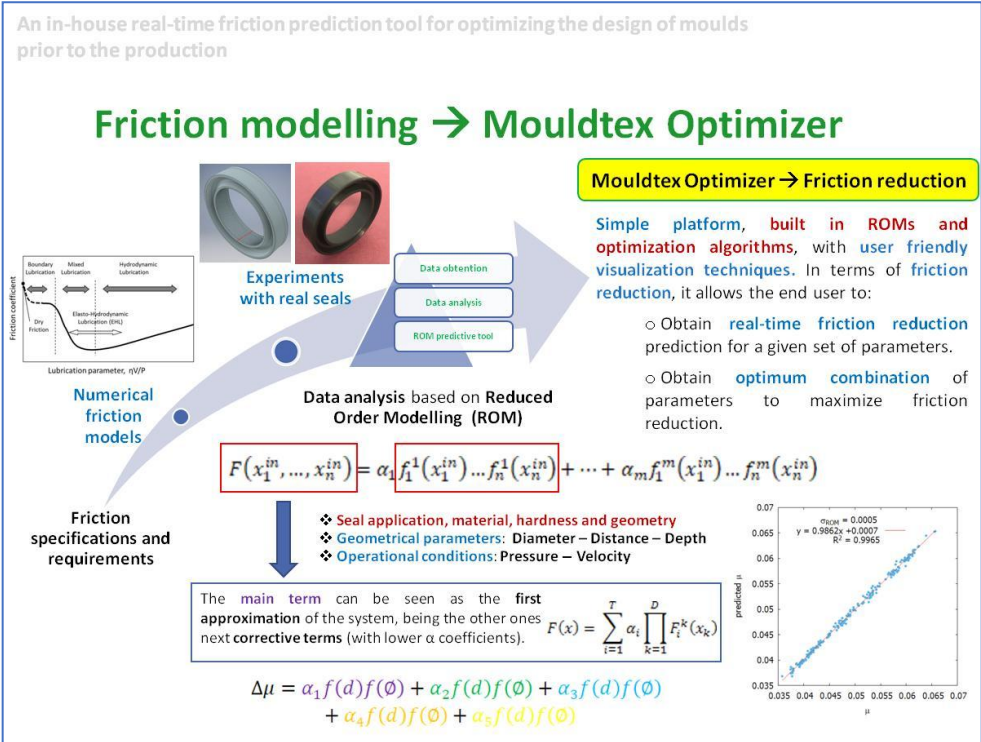 An in-house real-time friction prediction tool for optimizing the design of moulds
prior to the production
Friction modelling → Mouldtex Optimizer
Mouldtex Optimizer → Friction reduction
Simple platform, built in ROMs and
optimization algorithms, with user friendly
visualization techniques. In terms of friction
reduction, it allows the end user to:
o Obtain real-time friction reduction
prediction for a given set of parameters.
o Obtain optimum combination of
parameters to maximize friction
reduction.
Boundary Lubrication
Mixed Lubrication
Hydrodynamic Lubrication
Friction coefficient
Dry Friction
Elasto-Hydrodynamic
Lubrication (EHL)
Lubrication parameter, ηV/P
Experiments
with real seals
Data obtention
Data analysis
ROM predictive tool
Numerical
friction
models
Data analysis based on Reduced
Order Modelling (ROM)
F(x₁ⁱⁿ,…,xₙⁱⁿ) = α₁f₁¹(x₁ⁱⁿ)…fₙ¹(xₙⁱⁿ) + ⋯ + αₘf₁ᵐ(x₁ⁱⁿ)…fₙᵐ(xₙⁱⁿ)
Friction
specifications and
requirements
❖ Seal application, material, hardness and geometry
❖ Geometrical parameters: Diameter – Distance – Depth
❖ Operational conditions: Pressure – Velocity
The main term can be seen as the first
approximation of the system, being the other ones
next corrective terms (with lower α coefficients).
F(x) = ∑ᵢ₌₁ᵀ αᵢ ∏ₖ₌₁ᴰ Fᵢᵏ(xₖ)
Δμ = α₁f(d)f(Ø) + α₂f(d)f(Ø) + α₃f(d)f(Ø)
+ α₄f(d)f(Ø) + α₅f(d)f(Ø)
σROM = 0.0005
y = 0.9862x +0.0007
R² = 0.9965
predicted μ
0.07
0.065
0.06
0.055
0.05
0.045
0.04
0.035
0.035 0.04 0.045 0.05 0.055 0.06 0.065 0.07
μ